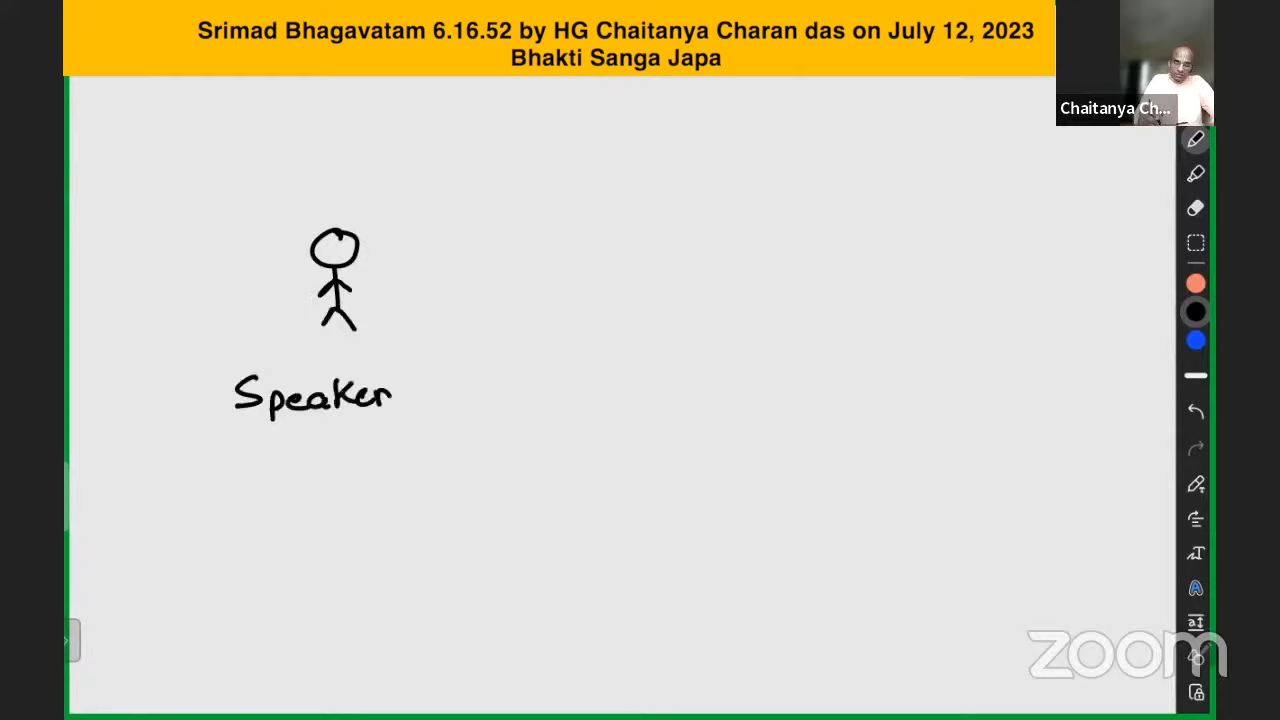 Srimad Bhagavatam 6.16.52 by HG Chaitanya Charan das on July 12, 2023
Bhakti Sanga Japa
Chaitanya Ch...
Speaker
zoom